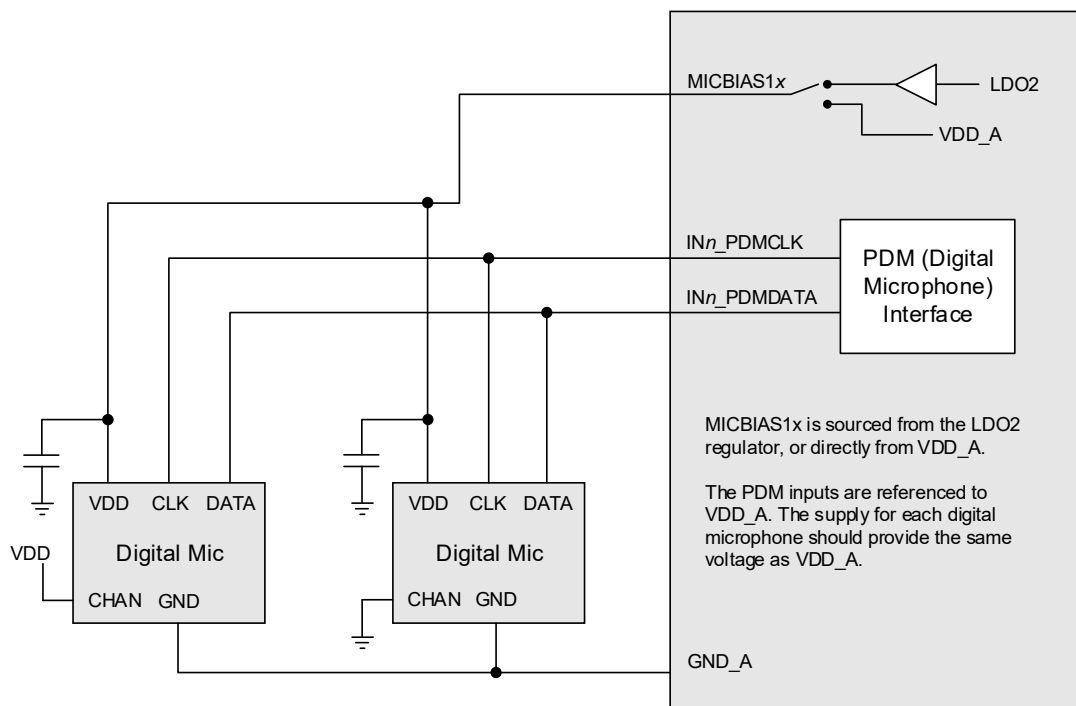 MICBIAS1x
LDO2
VDD_A
INn_PDMCLK
PDM (Digital
Microphone)
Interface
INn_PDMDATA
MICBIAS1x is sourced from the LDO2
regulator, or directly from VDD_A.
The PDM inputs are referenced to
VDD_A. The supply for each digital
microphone should provide the same
voltage as VDD_A.
VDD CLK DATA
Digital Mic
VDD
CHAN GND
VDD CLK DATA
Digital Mic
CHAN GND
GND_A